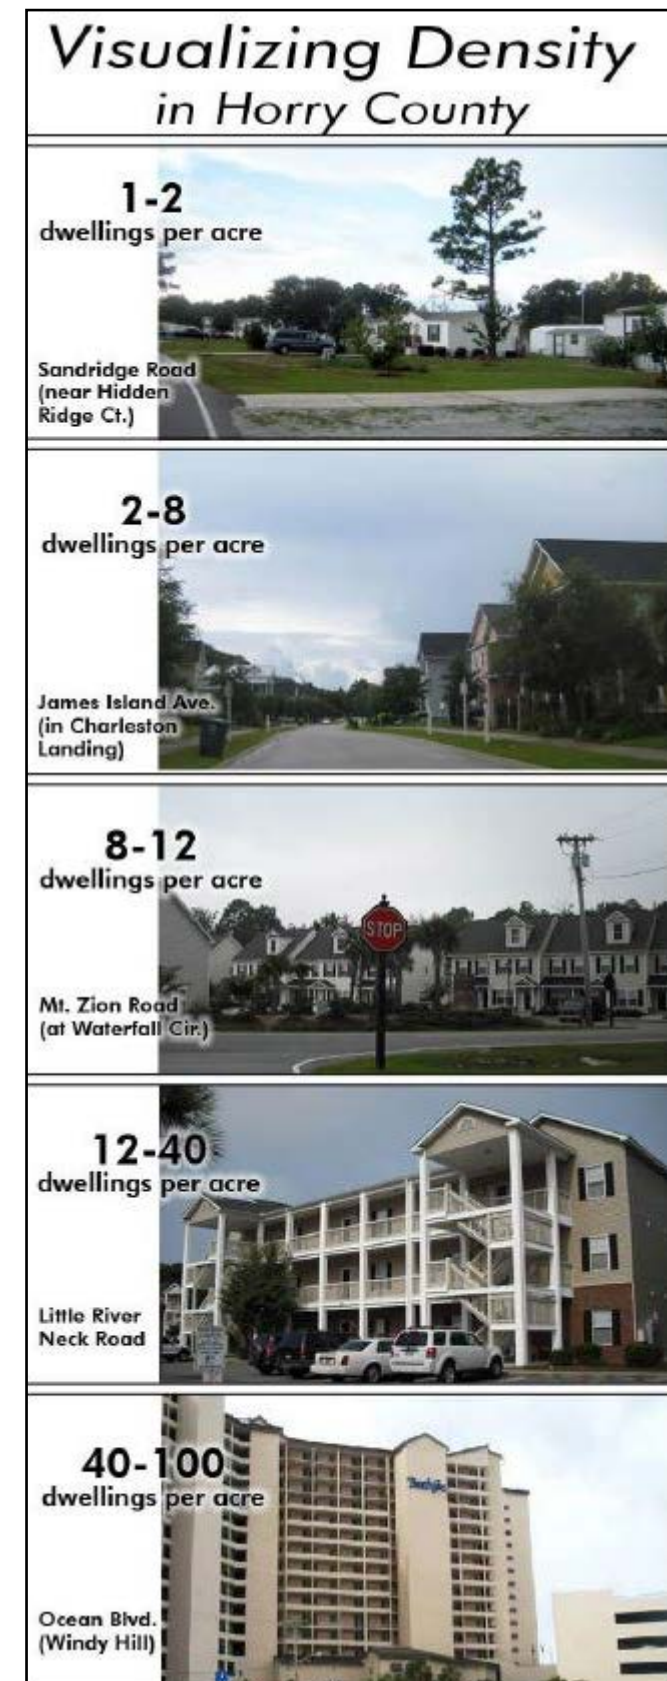 Visualizing Density
in Horry County
1-2
dwellings per acre
Sandridge Road
(near Hidden
Ridge Ct.)
2-8
dwellings per acre
James Island Ave.
(in Charleston
Landing)
8-12
dwellings per acre
STOP
Mt. Zion Road
(at Waterfall Cir.)
12-40
dwellings per acre
Little River
Neck Road
40-100
dwellings per acre
Ocean Blvd.
(Windy Hill)